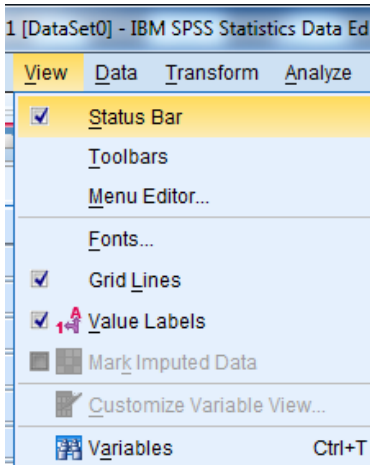 1 [DataSet0] - IBM SPSS Statistics Data Ed
View Data Transform Analyze
Status Bar
Toolbars
Menu Editor...
Fonts...
Grid Lines
Value Labels
Mark Imputed Data
Customize Variable View...
Variables Ctrl+T